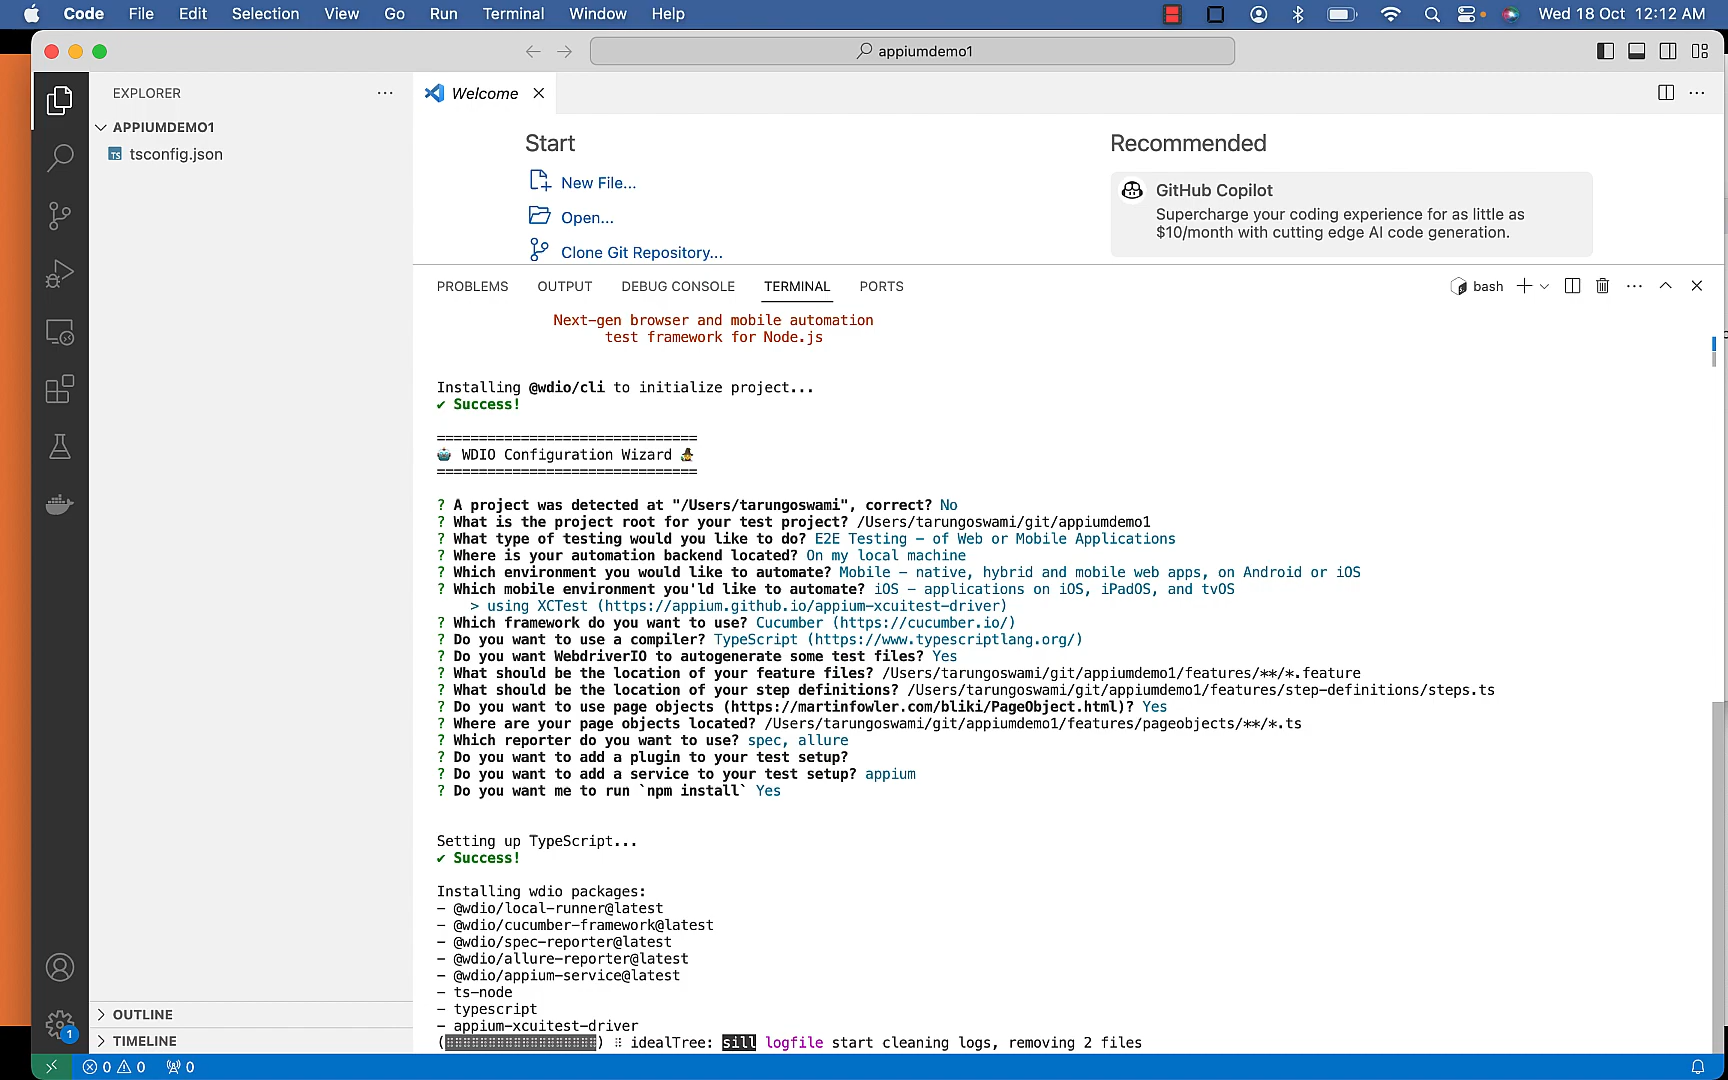 Code File Edit Selection View Go Run Terminal Window Help Wed 18 Oct 12:12 AM
appiumdemo1
EXPLORER
Welcome
APPIUMDEMO1
TS tsconfig.json
Start
New File...
Open...
Clone Git Repository...
Recommended
GitHub Copilot
Supercharge your coding experience for as little as
$10/month with cutting edge AI code generation.
PROBLEMS OUTPUT DEBUG CONSOLE TERMINAL PORTS bash
Next-gen browser and mobile automation
test framework for Node.js
Installing @wdio/cli to initialize project...
✔ Success!
===============================
🤖 WDIO Configuration Wizard 🧙
===============================
? A project was detected at "/Users/tarungoswami", correct? No
? What is the project root for your test project? /Users/tarungoswami/git/appiumdemo1
? What type of testing would you like to do? E2E Testing - of Web or Mobile Applications
? Where is your automation backend located? On my local machine
? Which environment you would like to automate? Mobile - native, hybrid and mobile web apps, on Android or iOS
? Which mobile environment you'ld like to automate? iOS - applications on iOS, iPadOS, and tvOS
> using XCTest (https://appium.github.io/appium-xcuitest-driver)
? Which framework do you want to use? Cucumber (https://cucumber.io/)
? Do you want to use a compiler? TypeScript (https://www.typescriptlang.org/)
? Do you want WebdriverIO to autogenerate some test files? Yes
? What should be the location of your feature files? /Users/tarungoswami/git/appiumdemo1/features/**/*.feature
? What should be the location of your step definitions? /Users/tarungoswami/git/appiumdemo1/features/step-definitions/steps.ts
? Do you want to use page objects (https://martinfowler.com/bliki/PageObject.html)? Yes
? Where are your page objects located? /Users/tarungoswami/git/appiumdemo1/features/pageobjects/**/*.ts
? Which reporter do you want to use? spec, allure
? Do you want to add a plugin to your test setup?
? Do you want to add a service to your test setup? appium
? Do you want me to run `npm install` Yes
Setting up TypeScript...
✔ Success!
Installing wdio packages:
- @wdio/local-runner@latest
- @wdio/cucumber-framework@latest
- @wdio/spec-reporter@latest
- @wdio/allure-reporter@latest
- @wdio/appium-service@latest
- ts-node
- typescript
- appium-xcuitest-driver
(░░░░░░░░░░░░░░░░░░) ⠸ idealTree: sill logfile start cleaning logs, removing 2 files
OUTLINE
TIMELINE
1
0 0 0